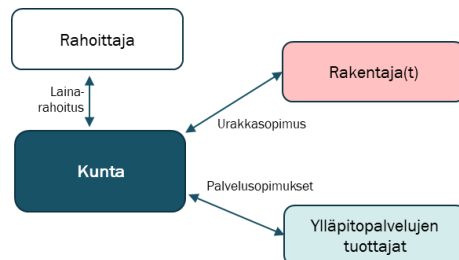 Rahoittaja
Rakentaja(t)
Laina-
rahoitus
Urakkasopimus
Kunta
Palvelusopimukset
Ylläpitopalvelujen
tuottajat